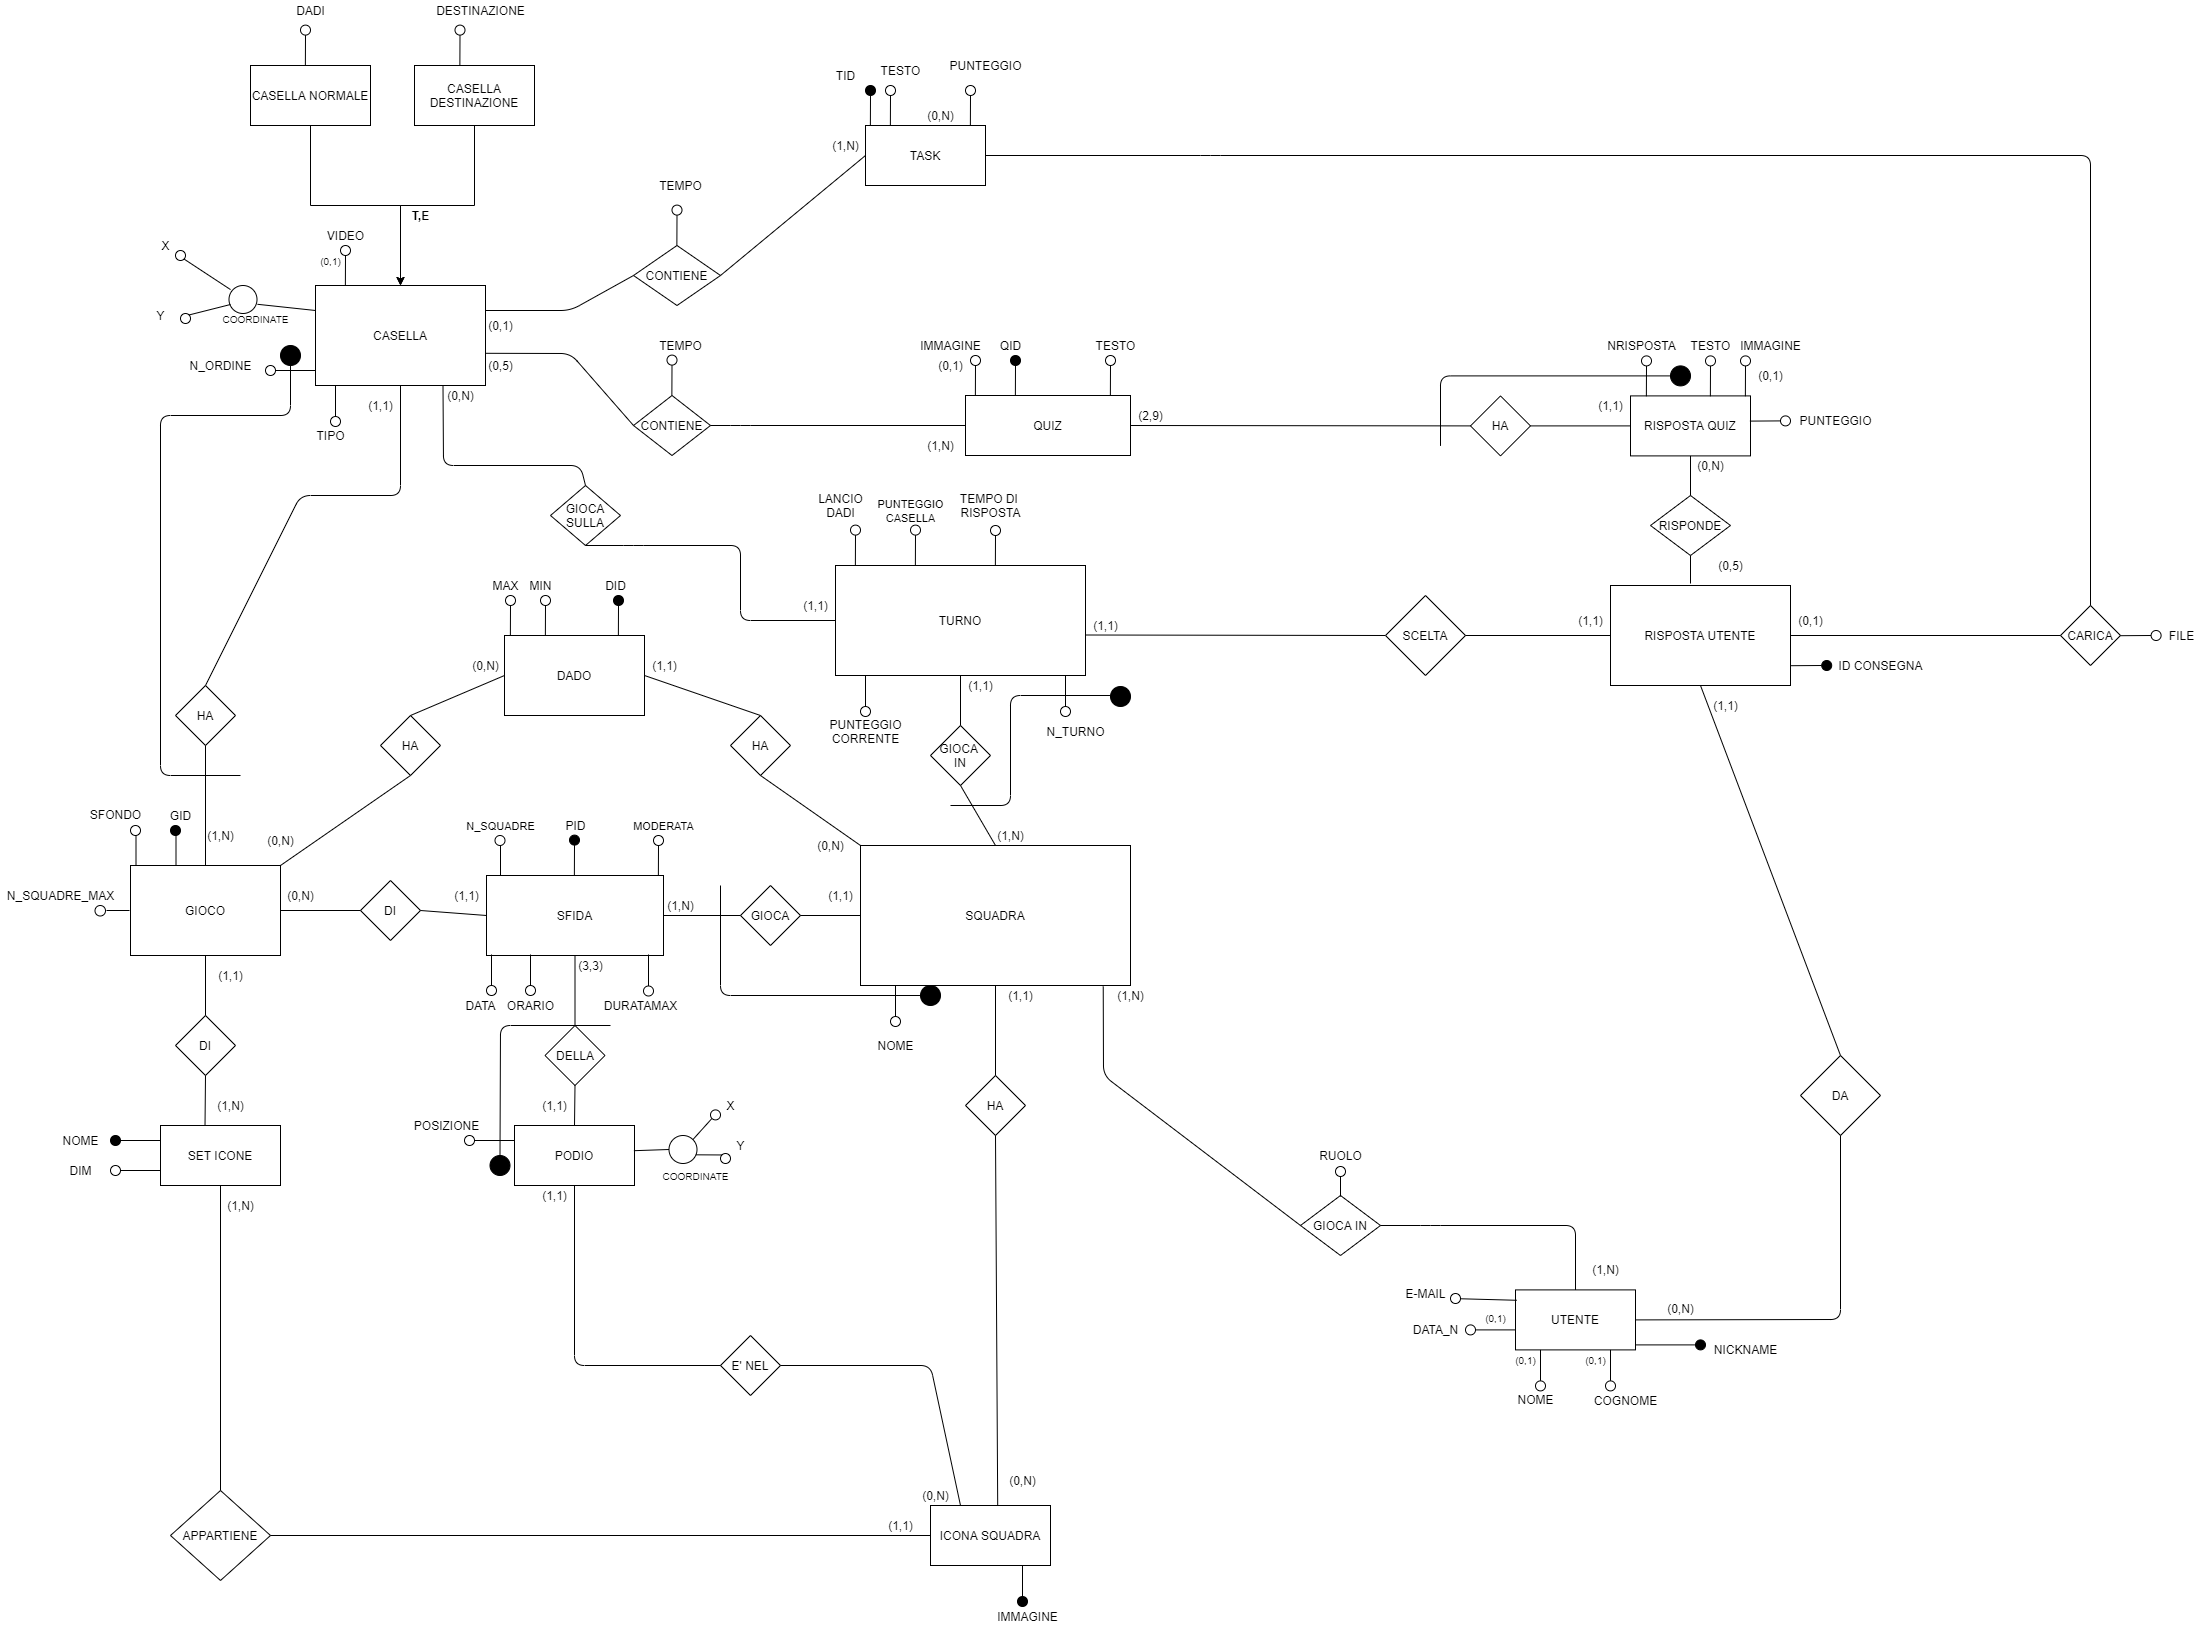 DADI
DESTINAZIONE
CASELLA NORMALE
CASELLA
DESTINAZIONE
T,E
TID
TESTO
PUNTEGGIO
(0,N)
(1,N)
TASK
TEMPO
CONTIENE
X
Y
COORDINATE
VIDEO
(0,1)
CASELLA
(0,1)
(0,5)
N_ORDINE
TIPO
(1,1)
(0,N)
TEMPO
CONTIENE
IMMAGINE
(0,1)
QID
TESTO
QUIZ
(1,N)
(2,9)
HA
NRISPOSTA
TESTO
IMMAGINE
(0,1)
(1,1)
RISPOSTA QUIZ
PUNTEGGIO
(0,N)
RISPONDE
(0,5)
GIOCA
SULLA
LANCIO
DADI
PUNTEGGIO
CASELLA
TEMPO DI
RISPOSTA
(1,1)
TURNO
(1,1)
SCELTA
(1,1)
RISPOSTA UTENTE
(0,1)
CARICA
FILE
ID CONSEGNA
(1,1)
MAX
MIN
DID
(0,N)
DADO
(1,1)
HA
HA
HA
PUNTEGGIO
CORRENTE
(1,1)
N_TURNO
GIOCA
IN
SFONDO
GID
(1,N)
(0,N)
N_SQUADRE_MAX
GIOCO
(0,N)
DI
(1,1)
N_SQUADRE
PID
MODERATA
SFIDA
(1,N)
GIOCA
(1,1)
(0,N)
(1,N)
SQUADRA
(1,1)
DATA
ORARIO
(3,3)
DURATAMAX
NOME
(1,1)
(1,N)
DI
(1,N)
NOME
DIM
SET ICONE
(1,N)
DELLA
(1,1)
POSIZIONE
PODIO
X
Y
COORDINATE
(1,1)
HA
DA
RUOLO
GIOCA IN
(1,N)
E-MAIL
(0,1)
DATA_N
UTENTE
(0,N)
NICKNAME
(0,1)
(0,1)
NOME
COGNOME
E' NEL
(0,N)
(0,N)
APPARTIENE
(1,1)
ICONA SQUADRA
IMMAGINE